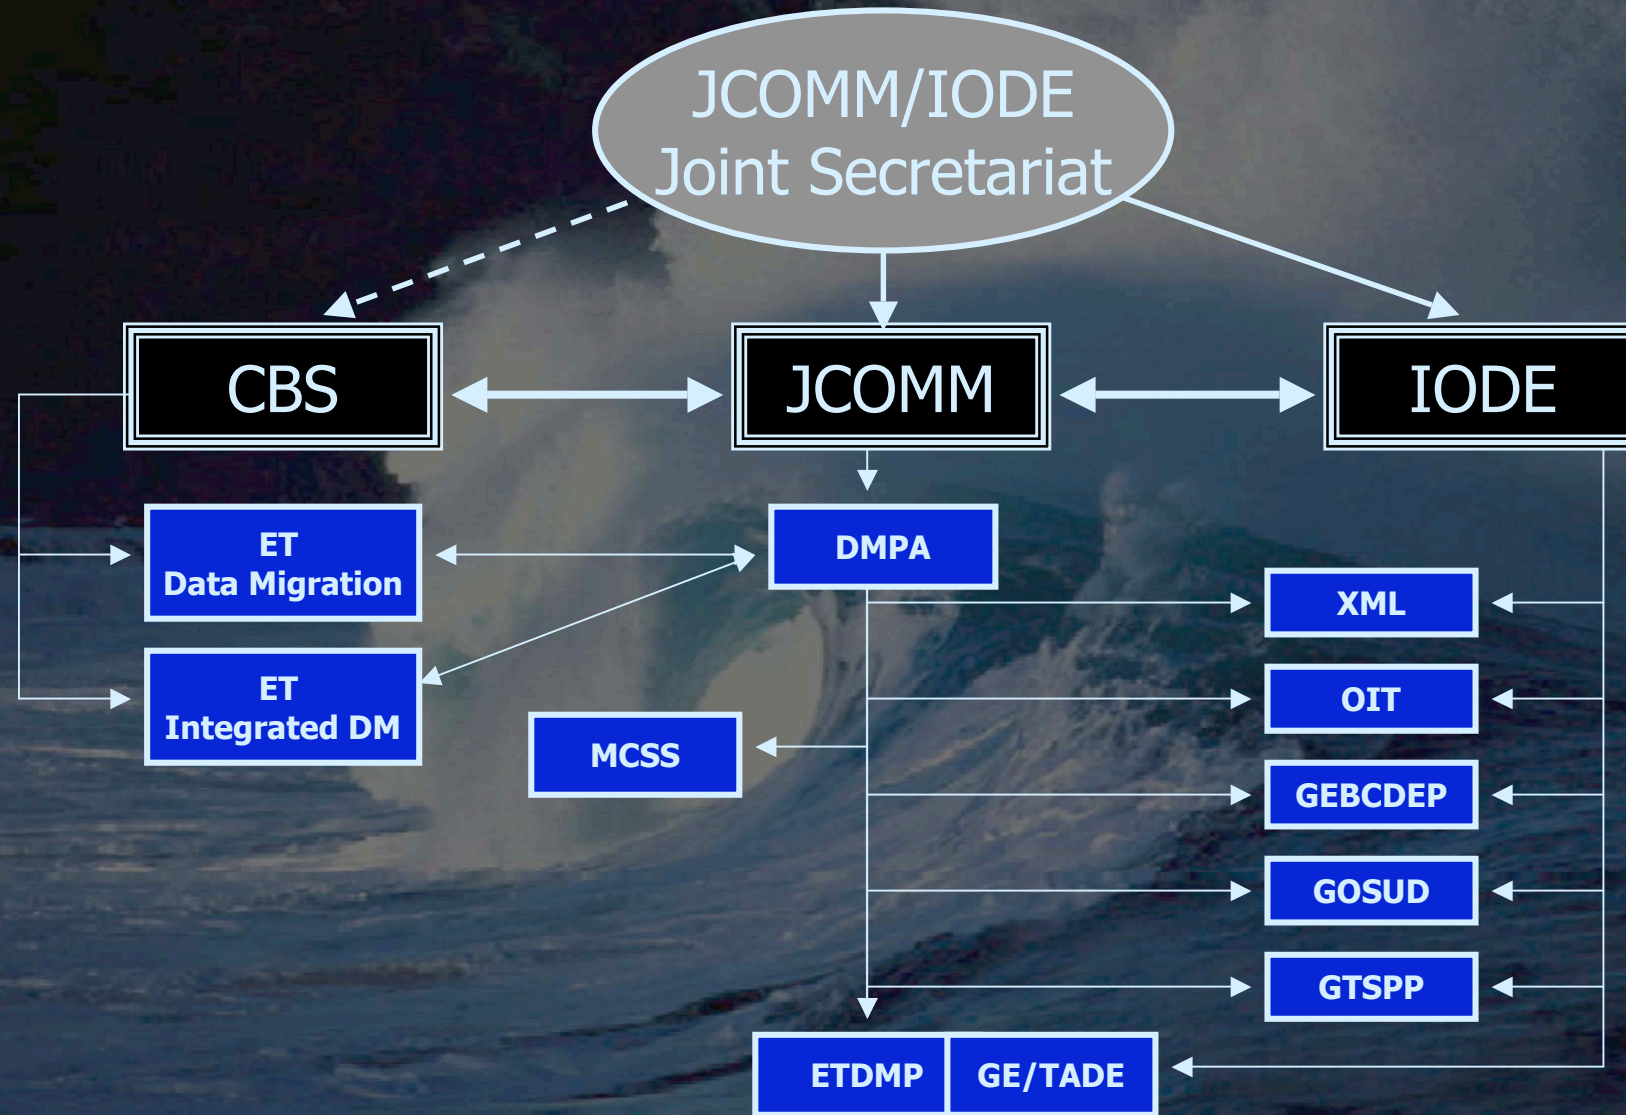 JCOMM/IODE
Joint Secretariat
CBS
JCOMM
IODE
ET
Data Migration
DMPA
XML
ET
Integrated DM
OIT
MCSS
GEBCDEP
GOSUD
GTSPP
ETDMP
GE/TADE